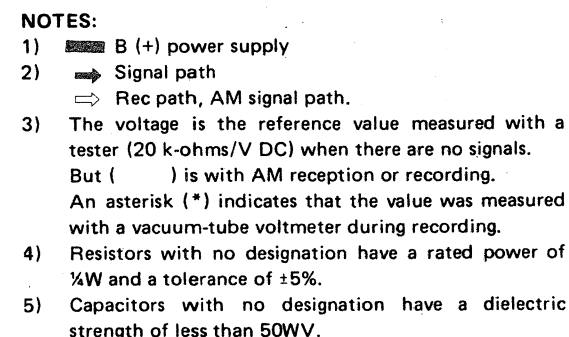 NOTES:
1) B (+) power supply
2) Signal path
Rec path, AM signal path.
3) The voltage is the reference value measured with a
tester (20 k-ohms/V DC) when there are no signals.
But ( ) is with AM reception or recording.
An asterisk (*) indicates that the value was measured
with a vacuum-tube voltmeter during recording.
4) Resistors with no designation have a rated power of
¼W and a tolerance of ±5%.
5) Capacitors with no designation have a dielectric
strength of less than 50WV.